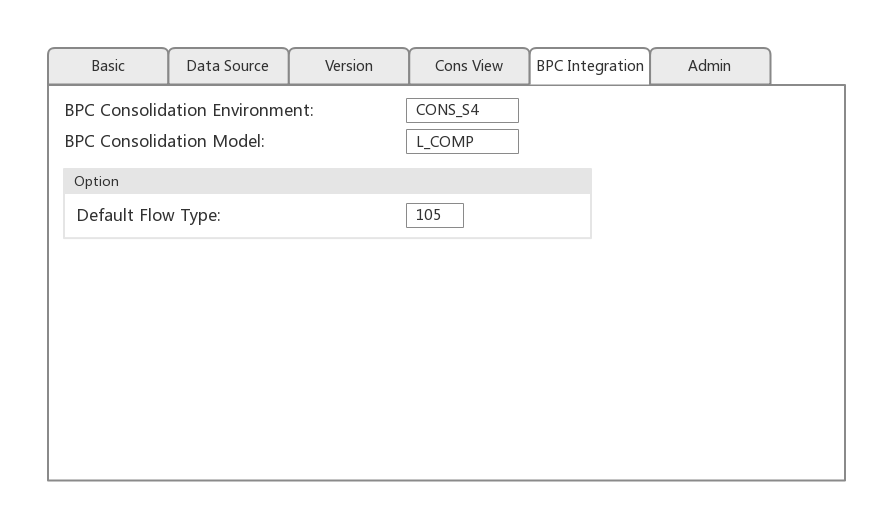 Basic Data Source Version Cons View BPC Integration Admin
BPC Consolidation Environment: CONS_S4
BPC Consolidation Model: L_COMP
Option
Default Flow Type: 105